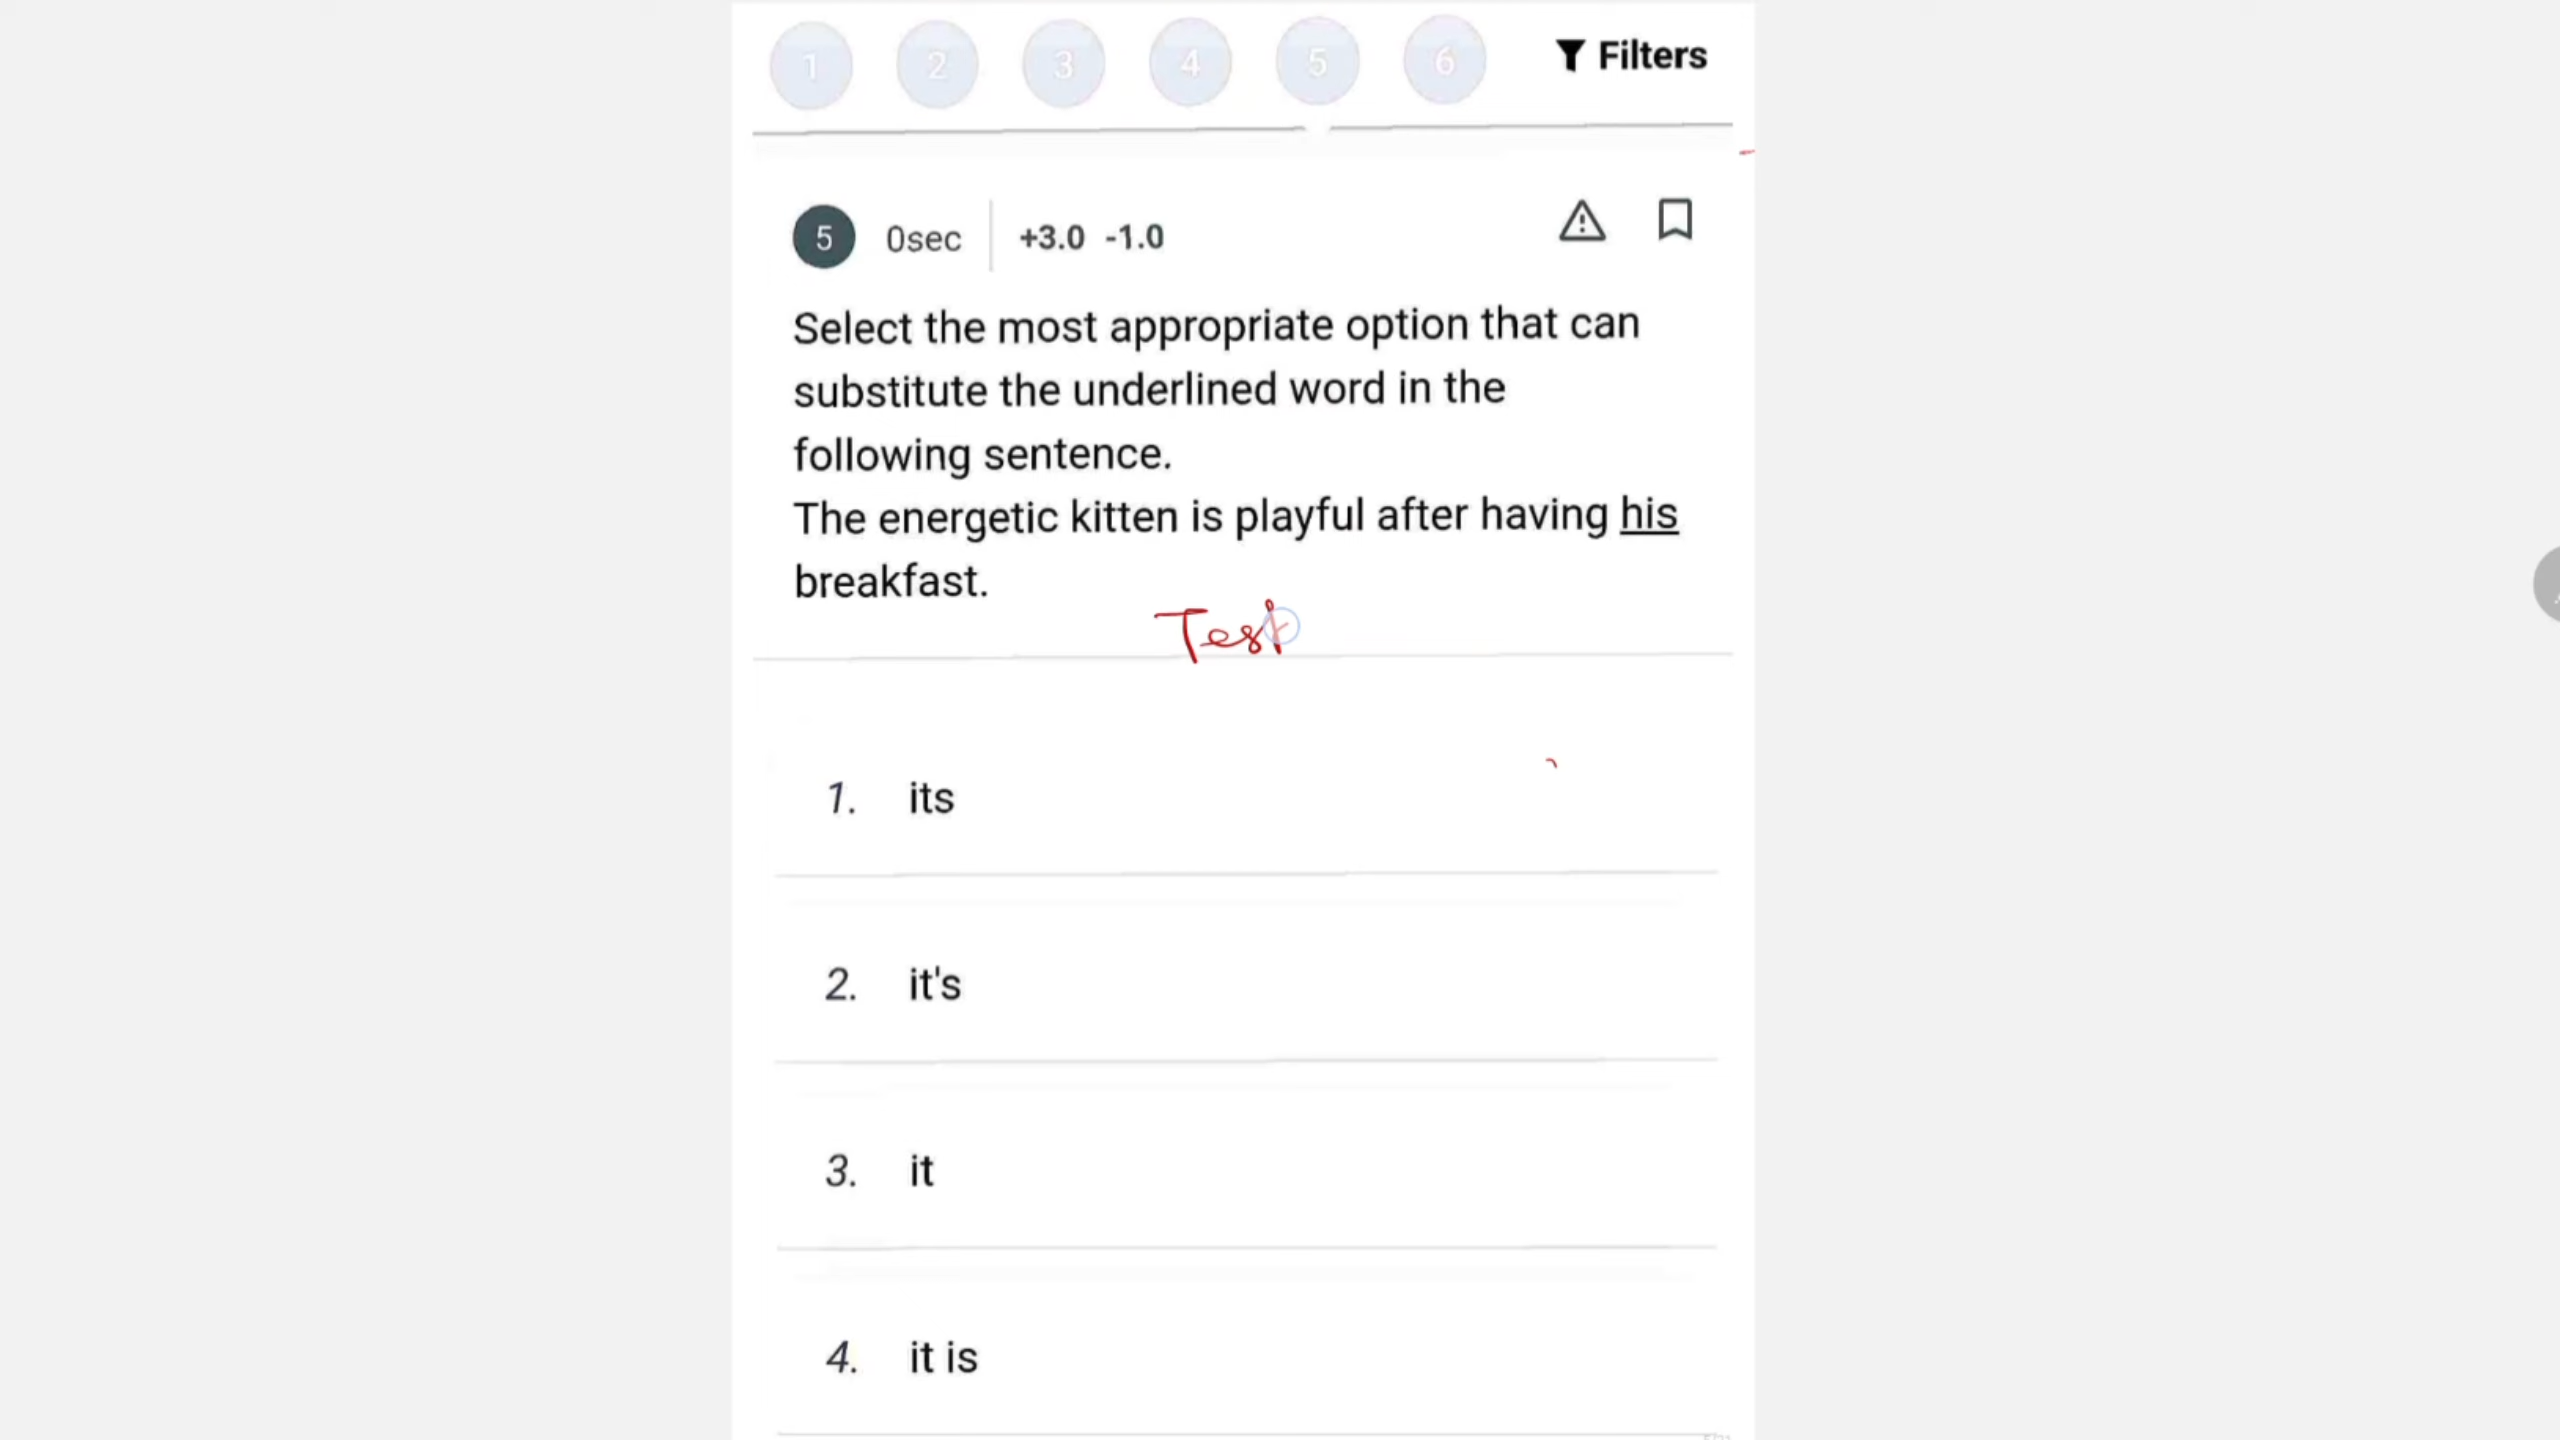 1 2 3 4 5 6 Filters
5 0sec +3.0 -1.0
Select the most appropriate option that can
substitute the underlined word in the
following sentence.
The energetic kitten is playful after having his
breakfast.
Test
1. its
2. it's
3. it
4. it is